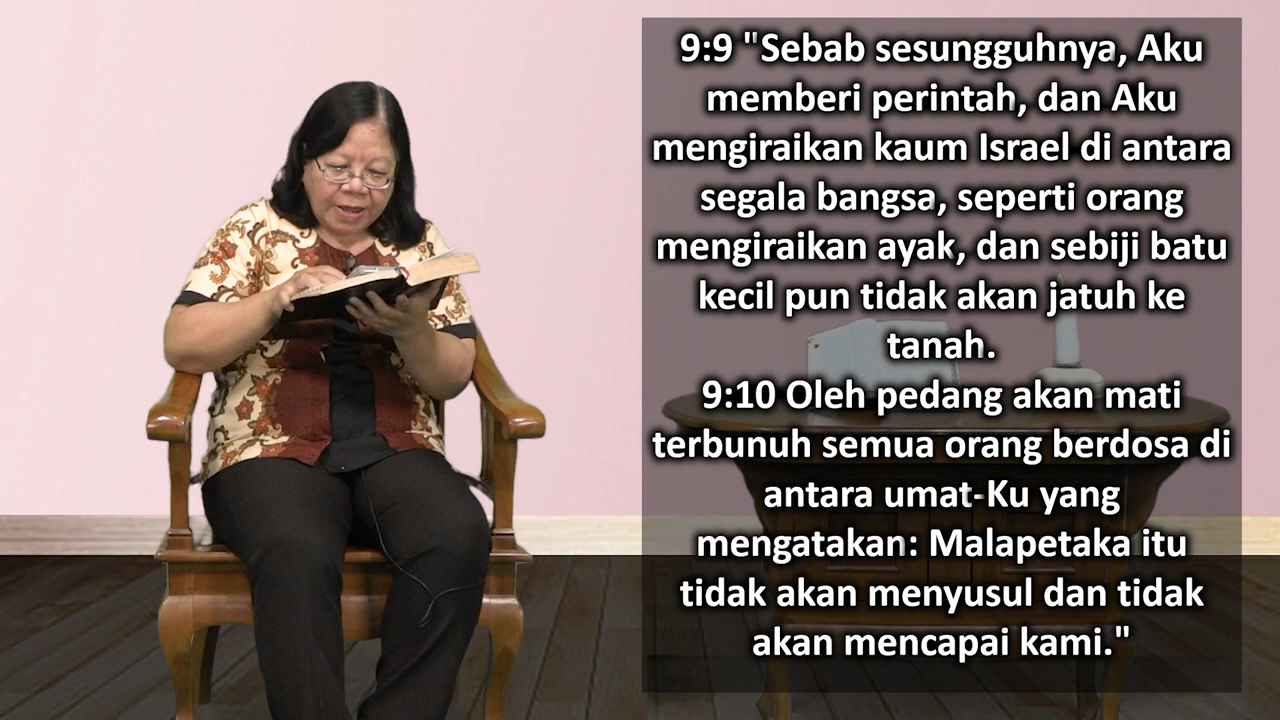 9:9 "Sebab sesungguhnya, Aku
memberi perintah, dan Aku
mengiraikan kaum Israel di antara
segala bangsa, seperti orang
mengiraikan ayak, dan sebiji batu
kecil pun tidak akan jatuh ke
tanah.
9:10 Oleh pedang akan mati
terbunuh semua orang berdosa di
antara umat-Ku yang
mengatakan: Malapetaka itu
tidak akan menyusul dan tidak
akan mencapai kami."